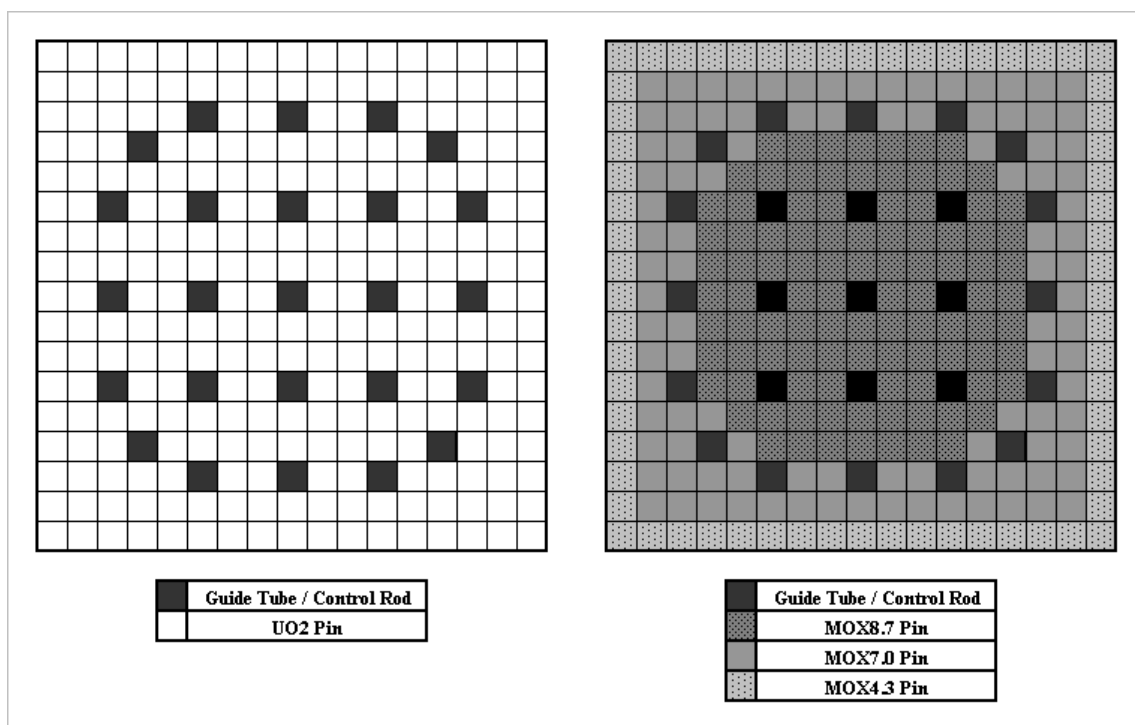 Guide Tube / Control Rod
UO2 Pin
Guide Tube / Control Rod
MOX8.7 Pin
MOX7.0 Pin
MOX4.3 Pin